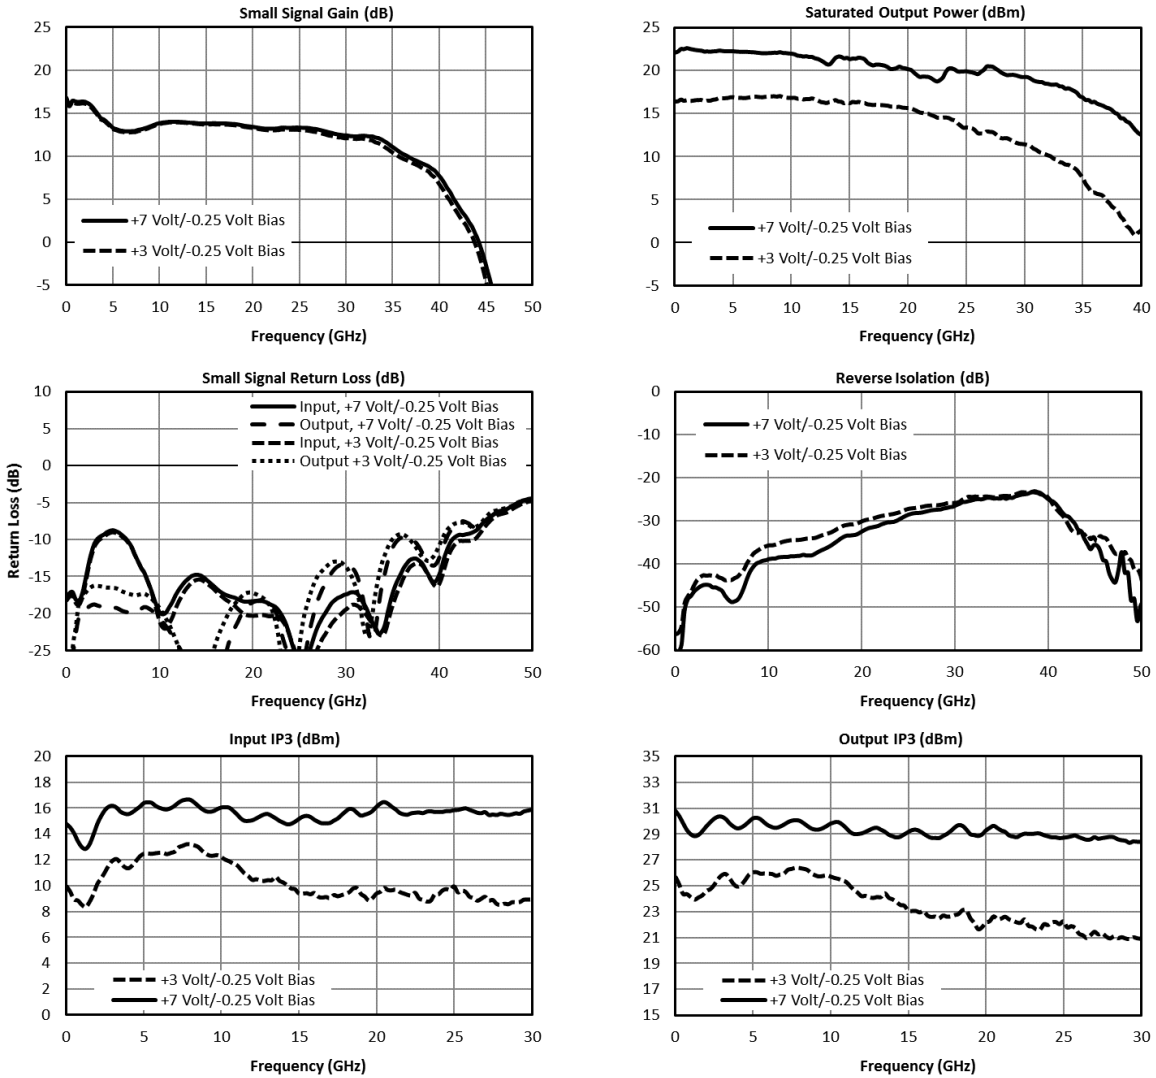 Small Signal Gain (dB)
25
20
15
10
5
0
-5
+7 Volt/-0.25 Volt Bias
+3 Volt/-0.25 Volt Bias
0 5 10 15 20 25 30 35 40 45 50
Frequency (GHz)
Saturated Output Power (dBm)
25
20
15
10
5
0
-5
+7 Volt/-0.25 Volt Bias
+3 Volt/-0.25 Volt Bias
0 5 10 15 20 25 30 35 40
Frequency (GHz)
Small Signal Return Loss (dB)
Return Loss (dB)
10
5
0
-5
-10
-15
-20
-25
Input, +7 Volt/-0.25 Volt Bias
Output, +7 Volt/ -0.25 Volt Bias
Input, +3 Volt/-0.25 Volt Bias
Output +3 Volt/-0.25 Volt Bias
0 10 20 30 40 50
Frequency (GHz)
Reverse Isolation (dB)
0
-10
-20
-30
-40
-50
-60
+7 Volt/-0.25 Volt Bias
+3 Volt/-0.25 Volt Bias
0 10 20 30 40 50
Frequency (GHz)
Input IP3 (dBm)
20
18
16
14
12
10
8
6
4
2
0
+3 Volt/-0.25 Volt Bias
+7 Volt/-0.25 Volt Bias
0 5 10 15 20 25 30
Frequency (GHz)
Output IP3 (dBm)
35
33
31
29
27
25
23
21
19
17
15
+3 Volt/-0.25 Volt Bias
+7 Volt/-0.25 Volt Bias
0 5 10 15 20 25 30
Frequency (GHz)